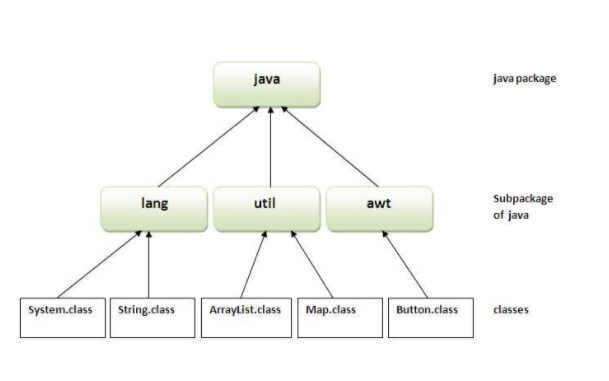 java
java package
lang
util
awt
Subpackage
of java
System.class
String.class
ArrayList.class
Map.class
Button.class
classes